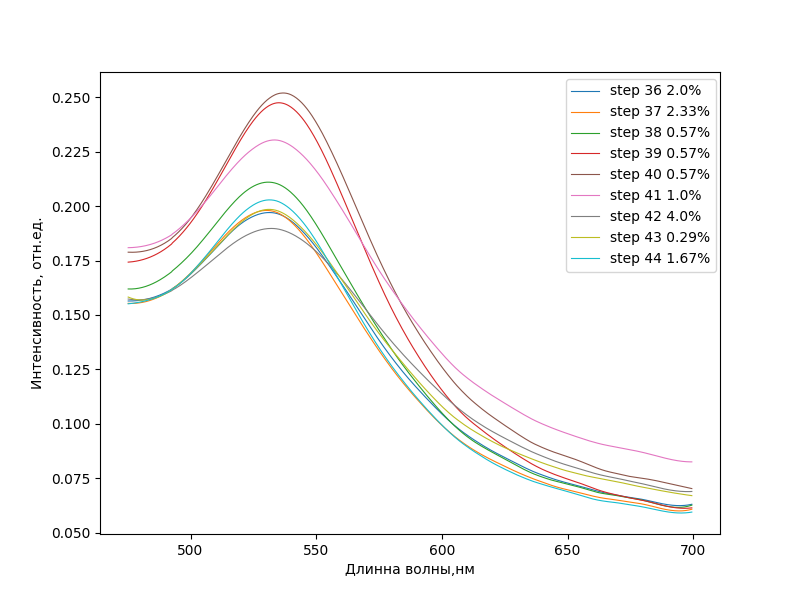 0.250
0.225
0.200
0.175
0.150
0.125
0.100
0.075
0.050
Интенсивность, отн.ед.
step 36 2.0%
step 37 2.33%
step 38 0.57%
step 39 0.57%
step 40 0.57%
step 41 1.0%
step 42 4.0%
step 43 0.29%
step 44 1.67%
500 550 600 650 700
Длинна волны,нм